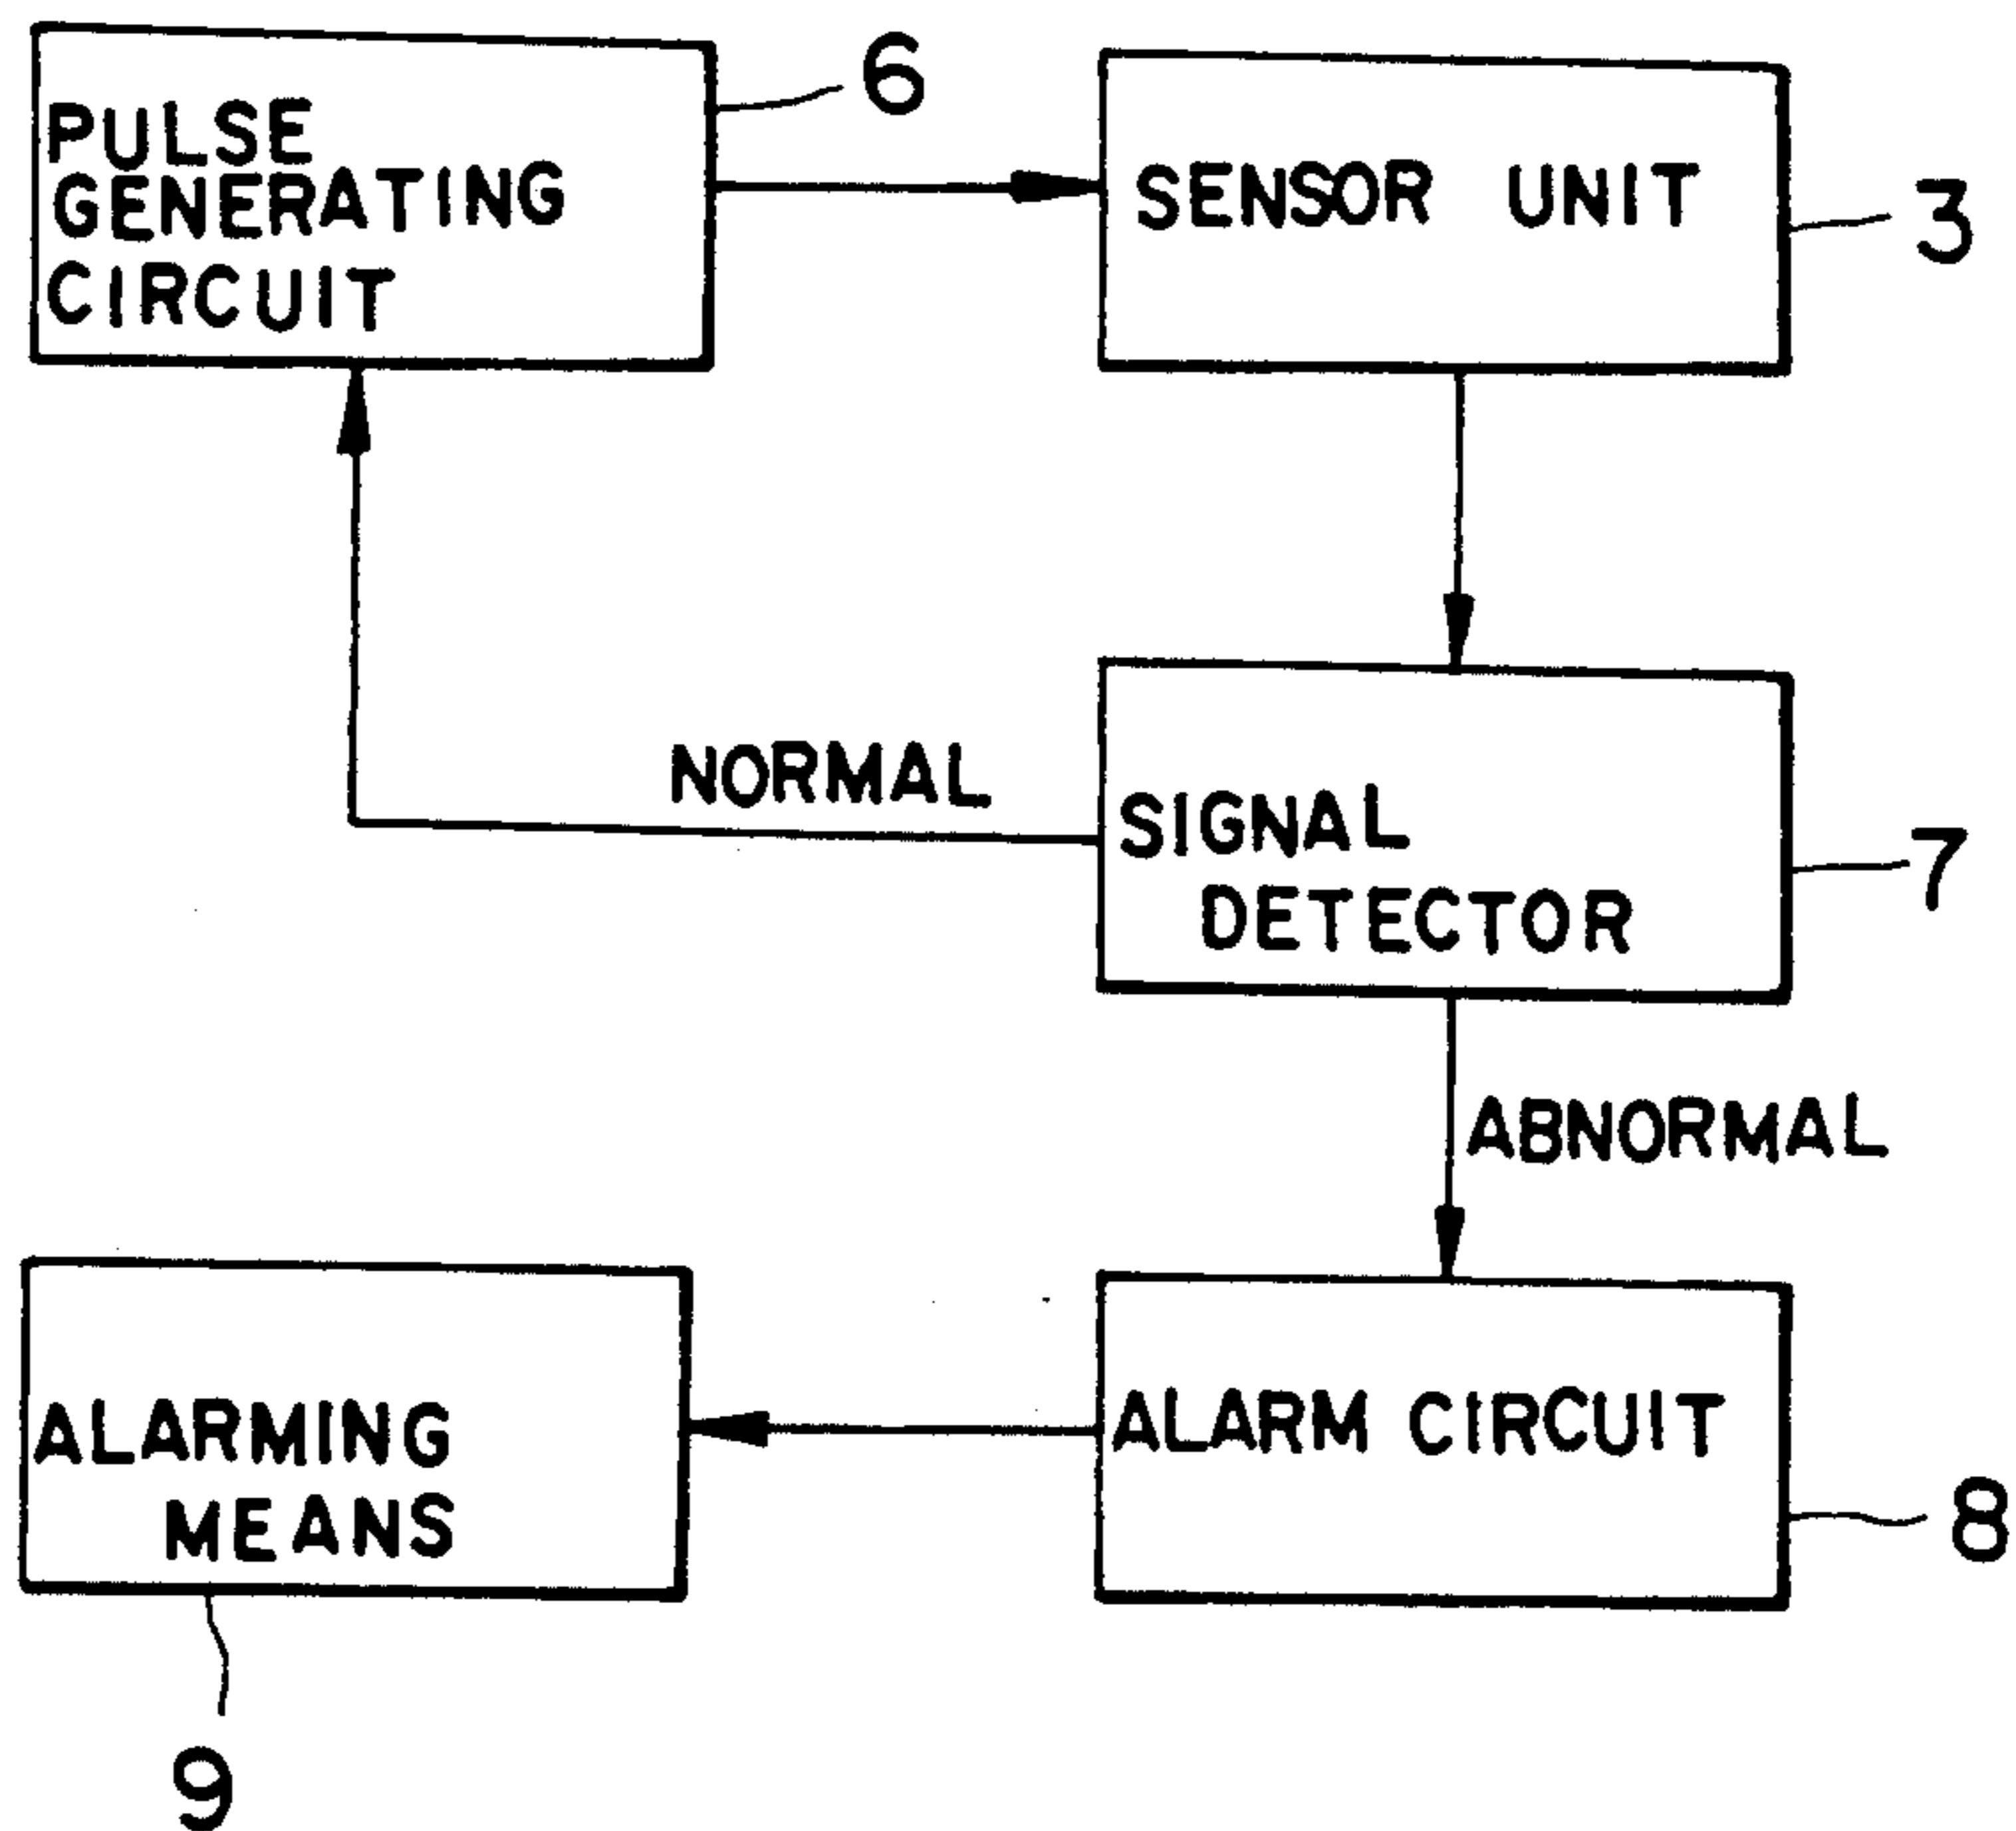 PULSE
GENERATING
CIRCUIT
6
SENSOR UNIT
3
NORMAL
SIGNAL
DETECTOR
7
ABNORMAL
ALARMING
MEANS
9
ALARM CIRCUIT
8